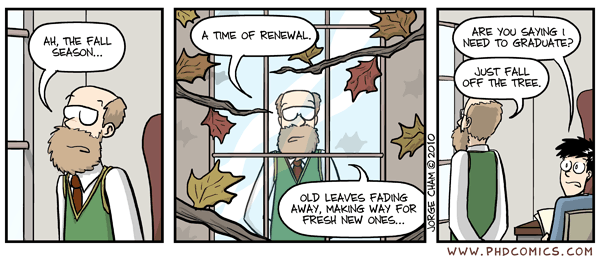 AH, THE FALL
SEASON...
A TIME OF RENEWAL.
OLD LEAVES FADING
AWAY, MAKING WAY FOR
FRESH NEW ONES...
ARE YOU SAYING I
NEED TO GRADUATE?
JUST FALL
OFF THE TREE.
JORGE CHAM © 2010
WWW.PHDCOMICS.COM